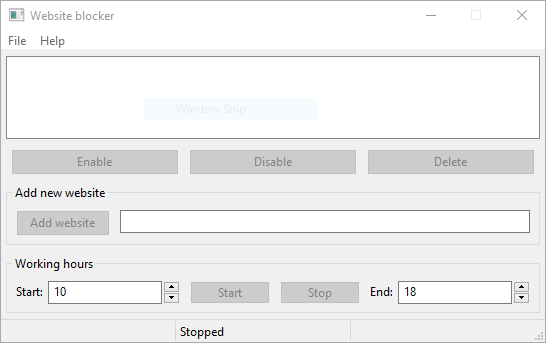 Website blocker
File Help
Window Snip
Enable Disable Delete
Add new website
Add website
Working hours
Start: 10 Start Stop End: 18
Stopped